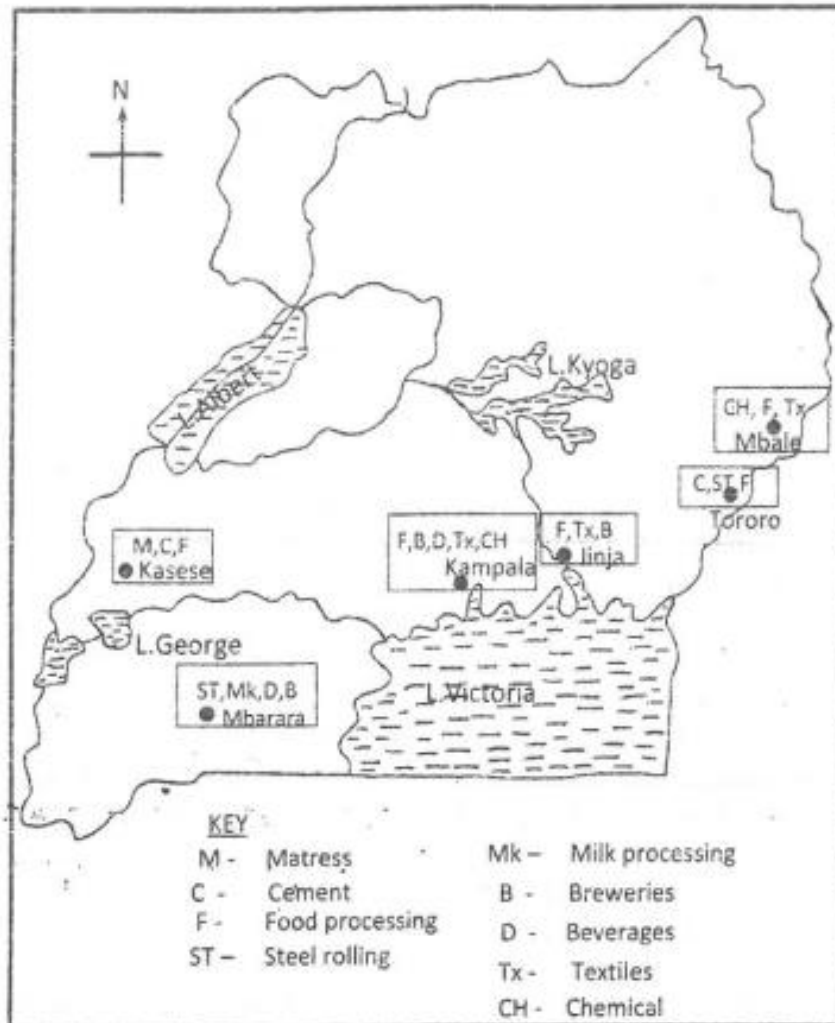 N
L.Albert
L.Kyoga
CH, F, Tx
Mbale
C,ST,F
Tororo
F,B,D,Tx,CH
Kampala
F,Tx,B
Jinja
M,C,F
Kasese
L.George
ST,Mk,D,B
Mbarara
L.Victoria
KEY
M - Matress
C - Cement
F - Food processing
ST – Steel rolling
Mk – Milk processing
B - Breweries
D - Beverages
Tx - Textiles
CH - Chemical